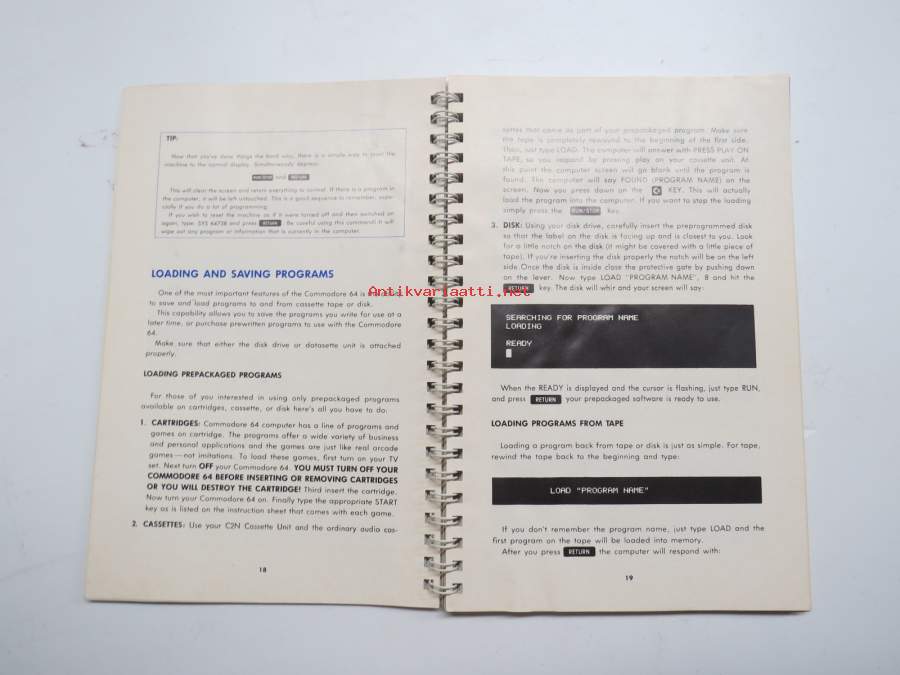 TIP:
Now that you've done things the hard way, there is a simple way to reset the
machine to the normal display. Simultaneously depress:
RUN/STOP and RESTORE
This will clear the screen and return everything to normal. If there is a program in
the computer, it will be left untouched. This is a good sequence to remember, espe-
cially if you do a lot of programming.
If you wish to reset the machine as if it were turned off and then switched on
again, type: SYS 64738 and press RETURN. Be careful using this command! It will
wipe out any program or information that is currently in the computer.
LOADING AND SAVING PROGRAMS
One of the most important features of the Commodore 64 is the ability
to save and load programs to and from cassette tape or disk.
This capability allows you to save the programs you write for use at a
later time, or purchase prewritten programs to use with the Commodore
64.
Make sure that either the disk drive or datasette unit is attached
properly.
LOADING PREPACKAGED PROGRAMS
For those of you interested in using only prepackaged programs
available on cartridges, cassette, or disk here's all you have to do:
1. CARTRIDGES: Commodore 64 computer has a line of programs and
games on cartridge. The programs offer a wide variety of business
and personal applications and the games are just like real arcade
games—not imitations. To load these games, first turn on your TV
set. Next turn OFF your Commodore 64. YOU MUST TURN OFF YOUR
COMMODORE 64 BEFORE INSERTING OR REMOVING CARTRIDGES
OR YOU WILL DESTROY THE CARTRIDGE! Third insert the cartridge.
Now turn your Commodore 64 on. Finally type the appropriate START
key as is listed on the instruction sheet that comes with each game.
2. CASSETTES: Use your C2N Cassette Unit and the ordinary audio cas-
18
settes that came as part of your prepackaged program. Make sure
the tape is completely rewound to the beginning of the first side.
Then, just type LOAD. The computer will answer with PRESS PLAY ON
TAPE, so you respond by pressing play on your cassette unit. At
this point the computer screen will go blank until the program is
found. The computer will say FOUND (PROGRAM NAME) on the
screen. Now you press down on the KEY. This will actually
load the program into the computer. If you want to stop the loading
simply press the RUN/STOP key.
3. DISK: Using your disk drive, carefully insert the preprogrammed disk
so that the label on the disk is facing up and is closest to you. Look
for a little notch on the disk (it might be covered with a little piece of
tape). If you're inserting the disk properly the notch will be on the left
side. Once the disk is inside close the protective gate by pushing down
on the lever. Now type LOAD "PROGRAM NAME", 8 and hit the
RETURN key. The disk will whir and your screen will say:
SEARCHING FOR PROGRAM NAME
LOADING
READY
When the READY is displayed and the cursor is flashing, just type RUN,
and press RETURN your prepackaged software is ready to use.
LOADING PROGRAMS FROM TAPE
Loading a program back from tape or disk is just as simple. For tape,
rewind the tape back to the beginning and type:
LOAD "PROGRAM NAME"
If you don't remember the program name, just type LOAD and the
first program on the tape will be loaded into memory.
After you press RETURN the computer will respond with:
19
Antikvariaatti.net